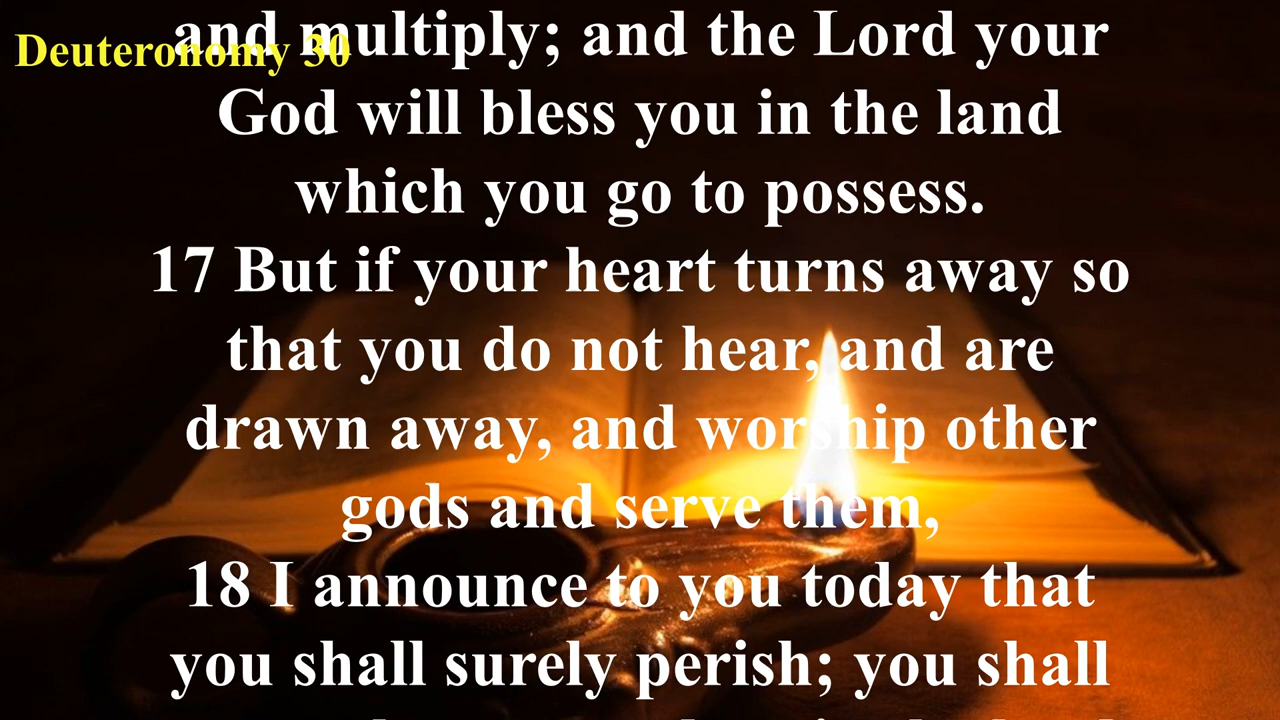 Deuteronomy 30
and multiply; and the Lord your
God will bless you in the land
which you go to possess.
17 But if your heart turns away so
that you do not hear, and are
drawn away, and worship other
gods and serve them,
18 I announce to you today that
you shall surely perish; you shall